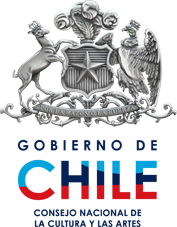 GOBIERNO DE
CHILE
CONSEJO NACIONAL DE
LA CULTURA Y LAS ARTES